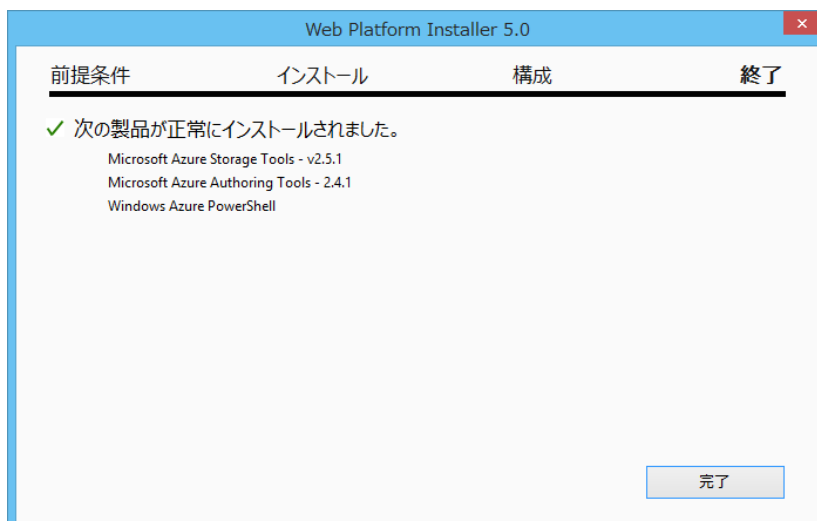 Web Platform Installer 5.0
前提条件 インストール 構成 終了
次の製品が正常にインストールされました。
Microsoft Azure Storage Tools - v2.5.1
Microsoft Azure Authoring Tools - 2.4.1
Windows Azure PowerShell
完了